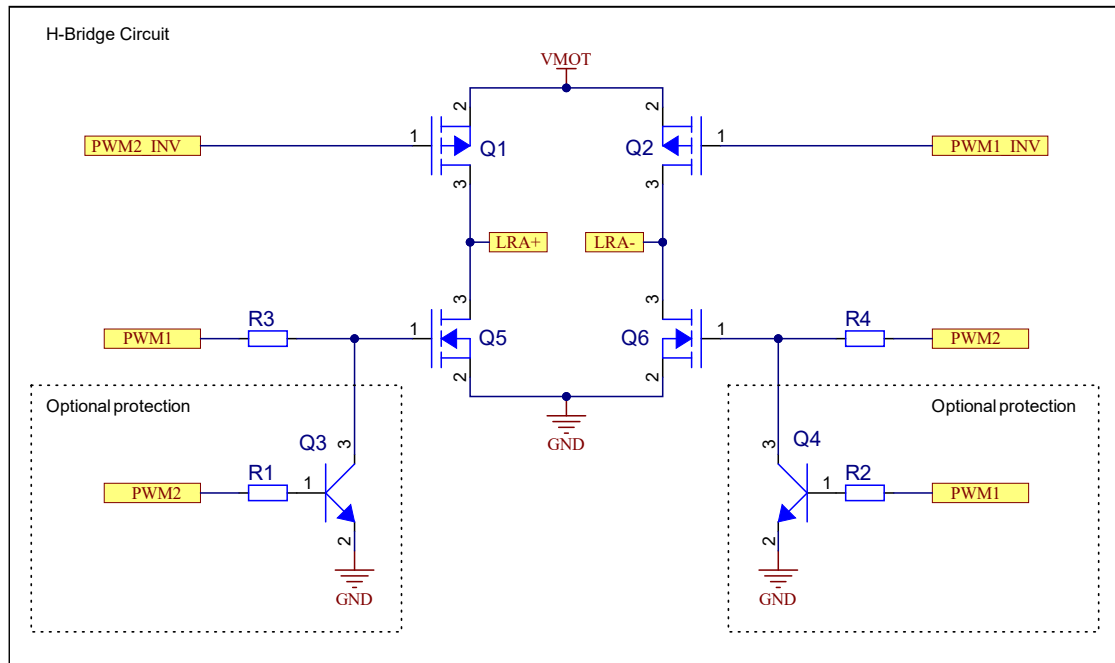 H-Bridge Circuit
VMOT
2
2
PWM2_INV
1
Q1
Q2
1
PWM1_INV
3
3
LRA+
LRA-
3
3
PWM1
R3
1
Q5
Q6
1
R4
PWM2
2
2
Optional protection
GND
Optional protection
Q3
3
3
Q4
PWM2
R1
1
1
R2
PWM1
2
2
GND
GND